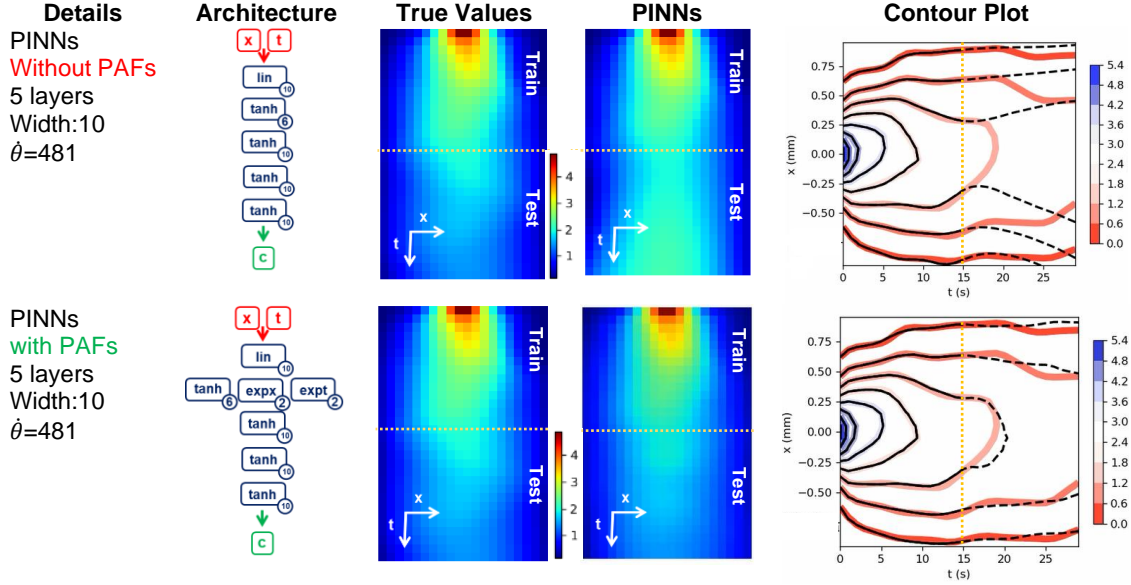 Details Architecture True Values PINNs Contour Plot
PINNs
Without PAFs
5 layers
Width:10
θ̇=481
x t
lin
10
tanh
6
tanh
10
tanh
10
tanh
10
c
Train
Test
x
t
4
3
2
1
Train
Test
x
t
x (mm)
0.75
0.50
0.25
0.00
−0.25
−0.50
0 5 10 15 20 25
t (s)
5.4
4.8
4.2
3.6
3.0
2.4
1.8
1.2
0.6
0.0
PINNs
with PAFs
5 layers
Width:10
θ̇=481
x t
lin
10
tanh expx expt
6 2 2
tanh
10
tanh
10
tanh
10
c
Train
Test
x
t
4
3
2
1
Train
Test
x
t
x (mm)
0.75
0.50
0.25
0.00
−0.25
−0.50
0 5 10 15 20 25
t (s)
5.4
4.8
4.2
3.6
3.0
2.4
1.8
1.2
0.6
0.0